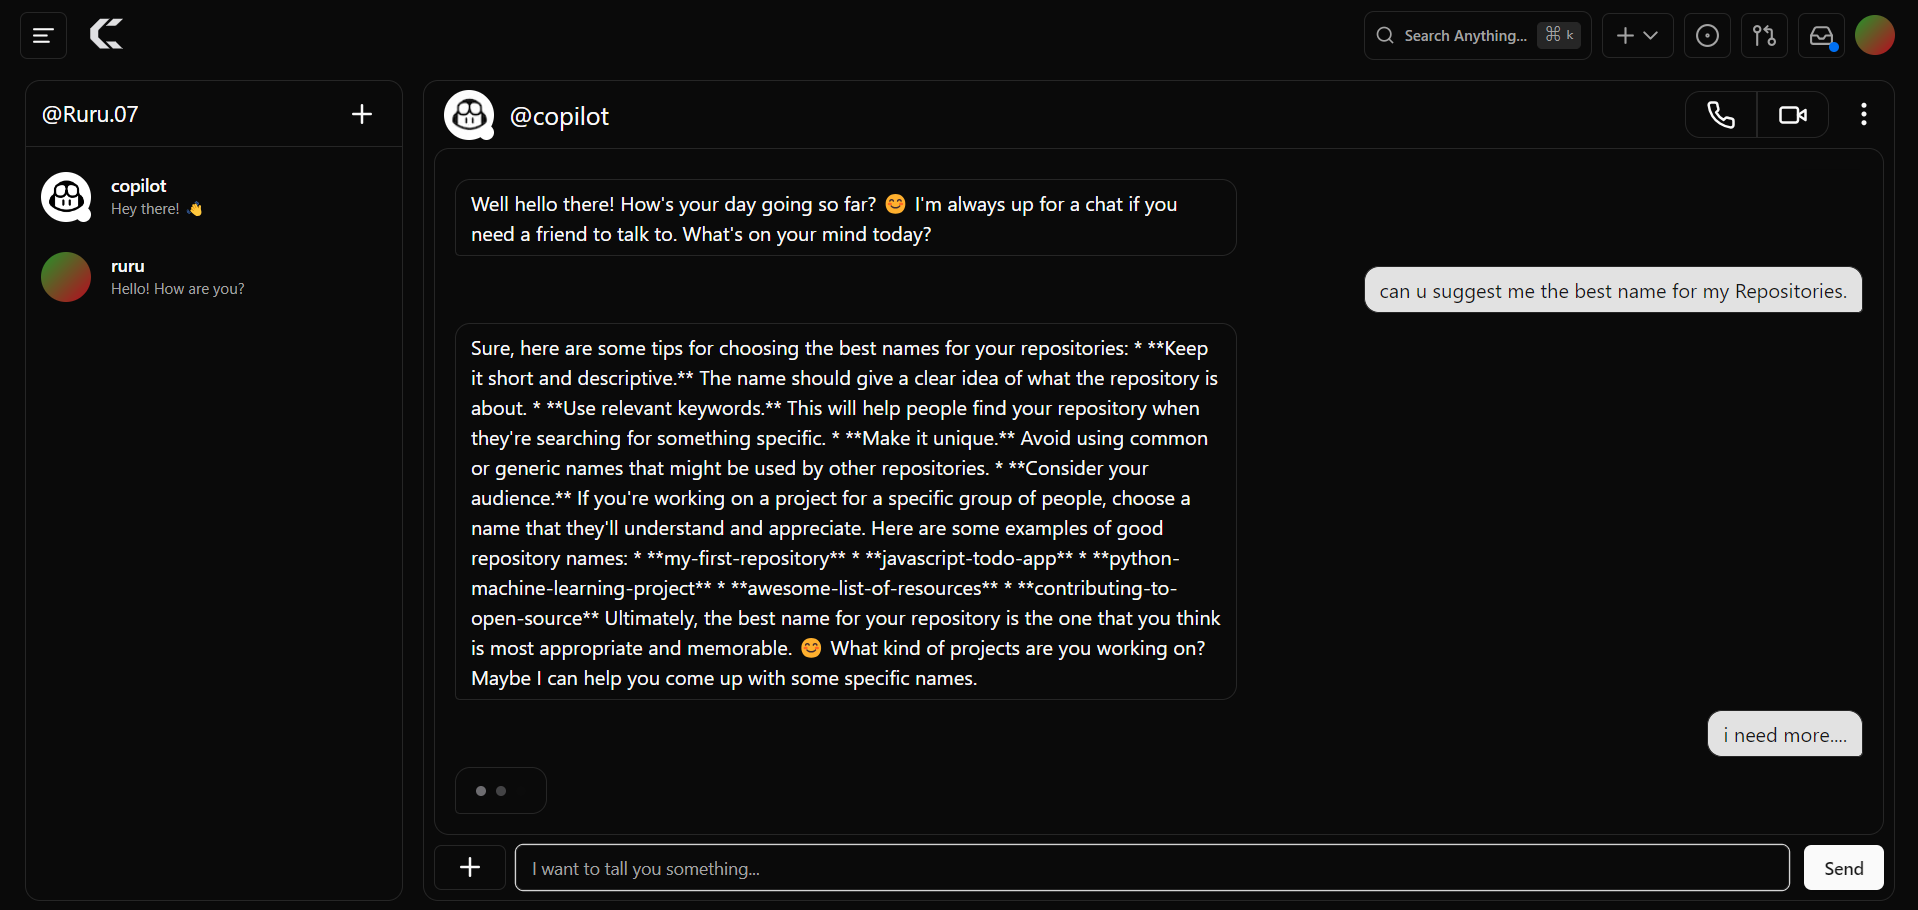 Search Anything... ⌘ k
@Ruru.07
copilot
Hey there! 👋
ruru
Hello! How are you?
@copilot
Well hello there! How's your day going so far? 😊 I'm always up for a chat if you
need a friend to talk to. What's on your mind today?
can u suggest me the best name for my Repositories.
Sure, here are some tips for choosing the best names for your repositories: * **Keep
it short and descriptive.** The name should give a clear idea of what the repository is
about. * **Use relevant keywords.** This will help people find your repository when
they're searching for something specific. * **Make it unique.** Avoid using common
or generic names that might be used by other repositories. * **Consider your
audience.** If you're working on a project for a specific group of people, choose a
name that they'll understand and appreciate. Here are some examples of good
repository names: * **my-first-repository** * **javascript-todo-app** * **python-
machine-learning-project** * **awesome-list-of-resources** * **contributing-to-
open-source** Ultimately, the best name for your repository is the one that you think
is most appropriate and memorable. 😊 What kind of projects are you working on?
Maybe I can help you come up with some specific names.
i need more....
I want to tall you something...
Send